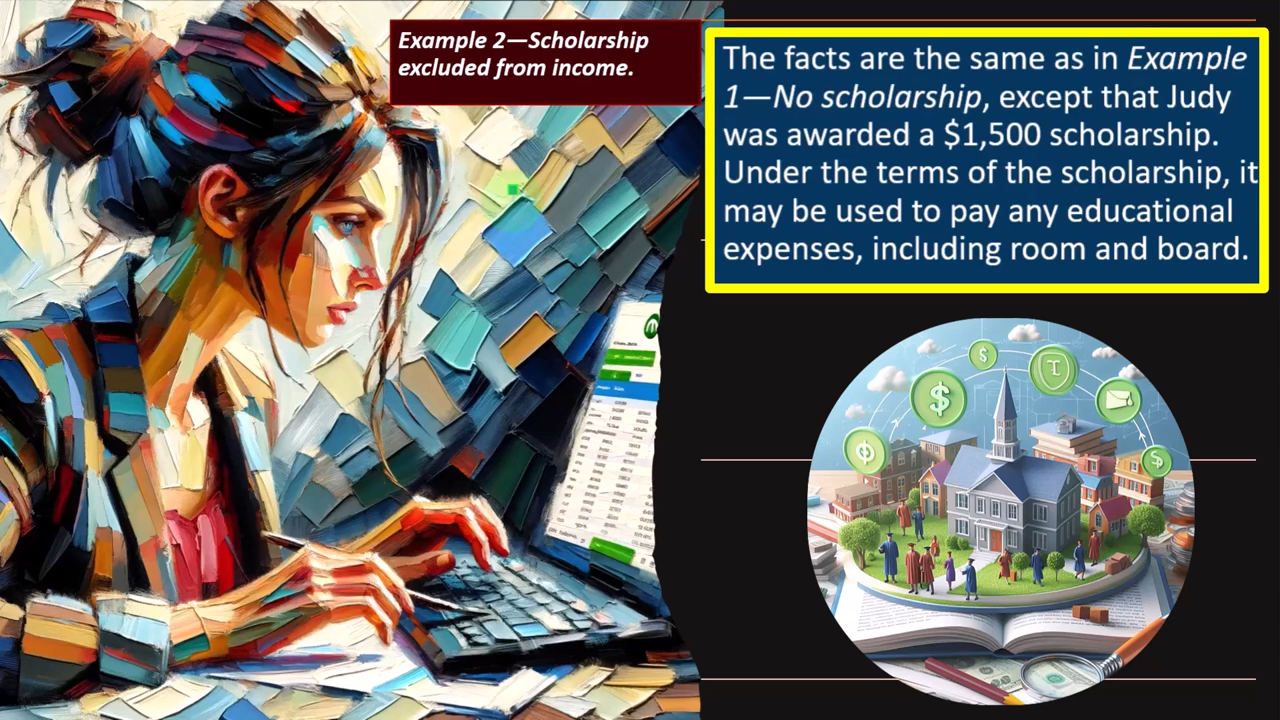 Example 2—Scholarship
excluded from income.
The facts are the same as in Example
1—No scholarship, except that Judy
was awarded a $1,500 scholarship.
Under the terms of the scholarship, it
may be used to pay any educational
expenses, including room and board.